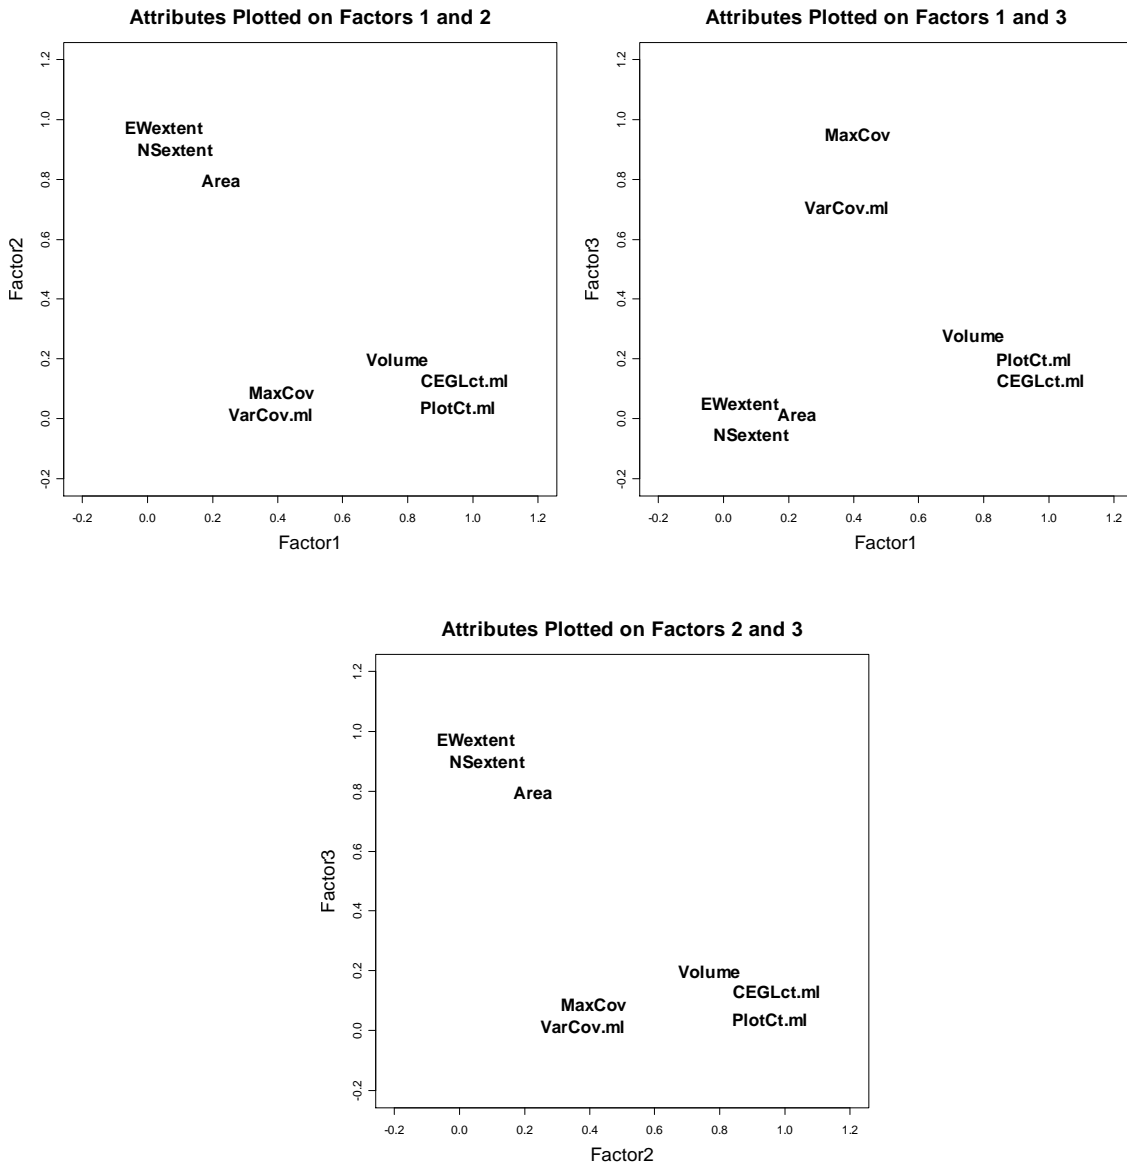 Attributes Plotted on Factors 1 and 2
1.2
1.0
0.8
0.6
0.4
0.2
0.0
-0.2
Factor2
EWextent
NSextent
Area
Volume
CEGLct.ml
MaxCov
PlotCt.ml
VarCov.ml
-0.2 0.0 0.2 0.4 0.6 0.8 1.0 1.2
Factor1
Attributes Plotted on Factors 1 and 3
1.2
1.0
0.8
0.6
0.4
0.2
0.0
-0.2
Factor3
MaxCov
VarCov.ml
Volume
PlotCt.ml
CEGLct.ml
EWextent
Area
NSextent
-0.2 0.0 0.2 0.4 0.6 0.8 1.0 1.2
Factor1
Attributes Plotted on Factors 2 and 3
1.2
1.0
0.8
0.6
0.4
0.2
0.0
-0.2
Factor3
EWextent
NSextent
Area
Volume
CEGLct.ml
MaxCov
PlotCt.ml
VarCov.ml
-0.2 0.0 0.2 0.4 0.6 0.8 1.0 1.2
Factor2